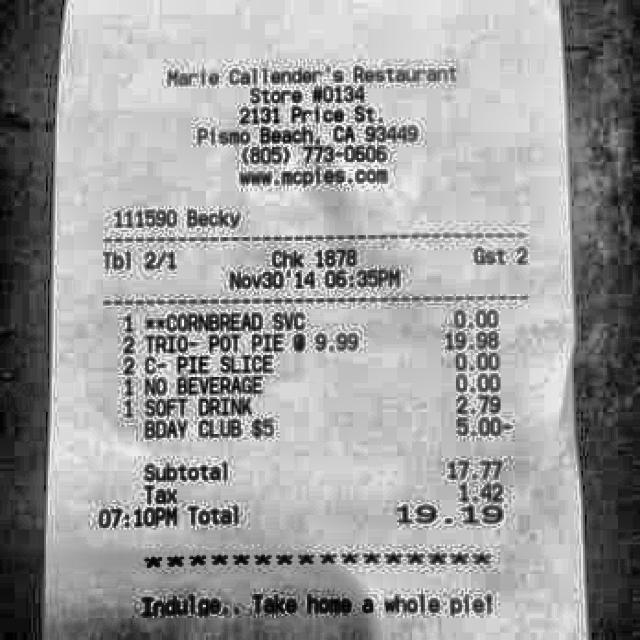 Marie Callender's Restaurant
Store #0134
2131 Price St.
Pismo Beach, CA 93449
(805) 773-0606
www.mcpies.com
111590 Becky
Tbl 2/1 Chk 1878 Gst 2
Nov30'14 06:35PM
1 **CORNBREAD SVC 0.00
2 TRIO- POT PIE @ 9.99 19.98
2 C- PIE SLICE 0.00
1 NO BEVERAGE 0.00
1 SOFT DRINK 2.79
BDAY CLUB $5 5.00-
Subtotal 17.77
Tax 1.42
07:10PM Total 19.19
****************
Indulge.. Take home a whole pie!